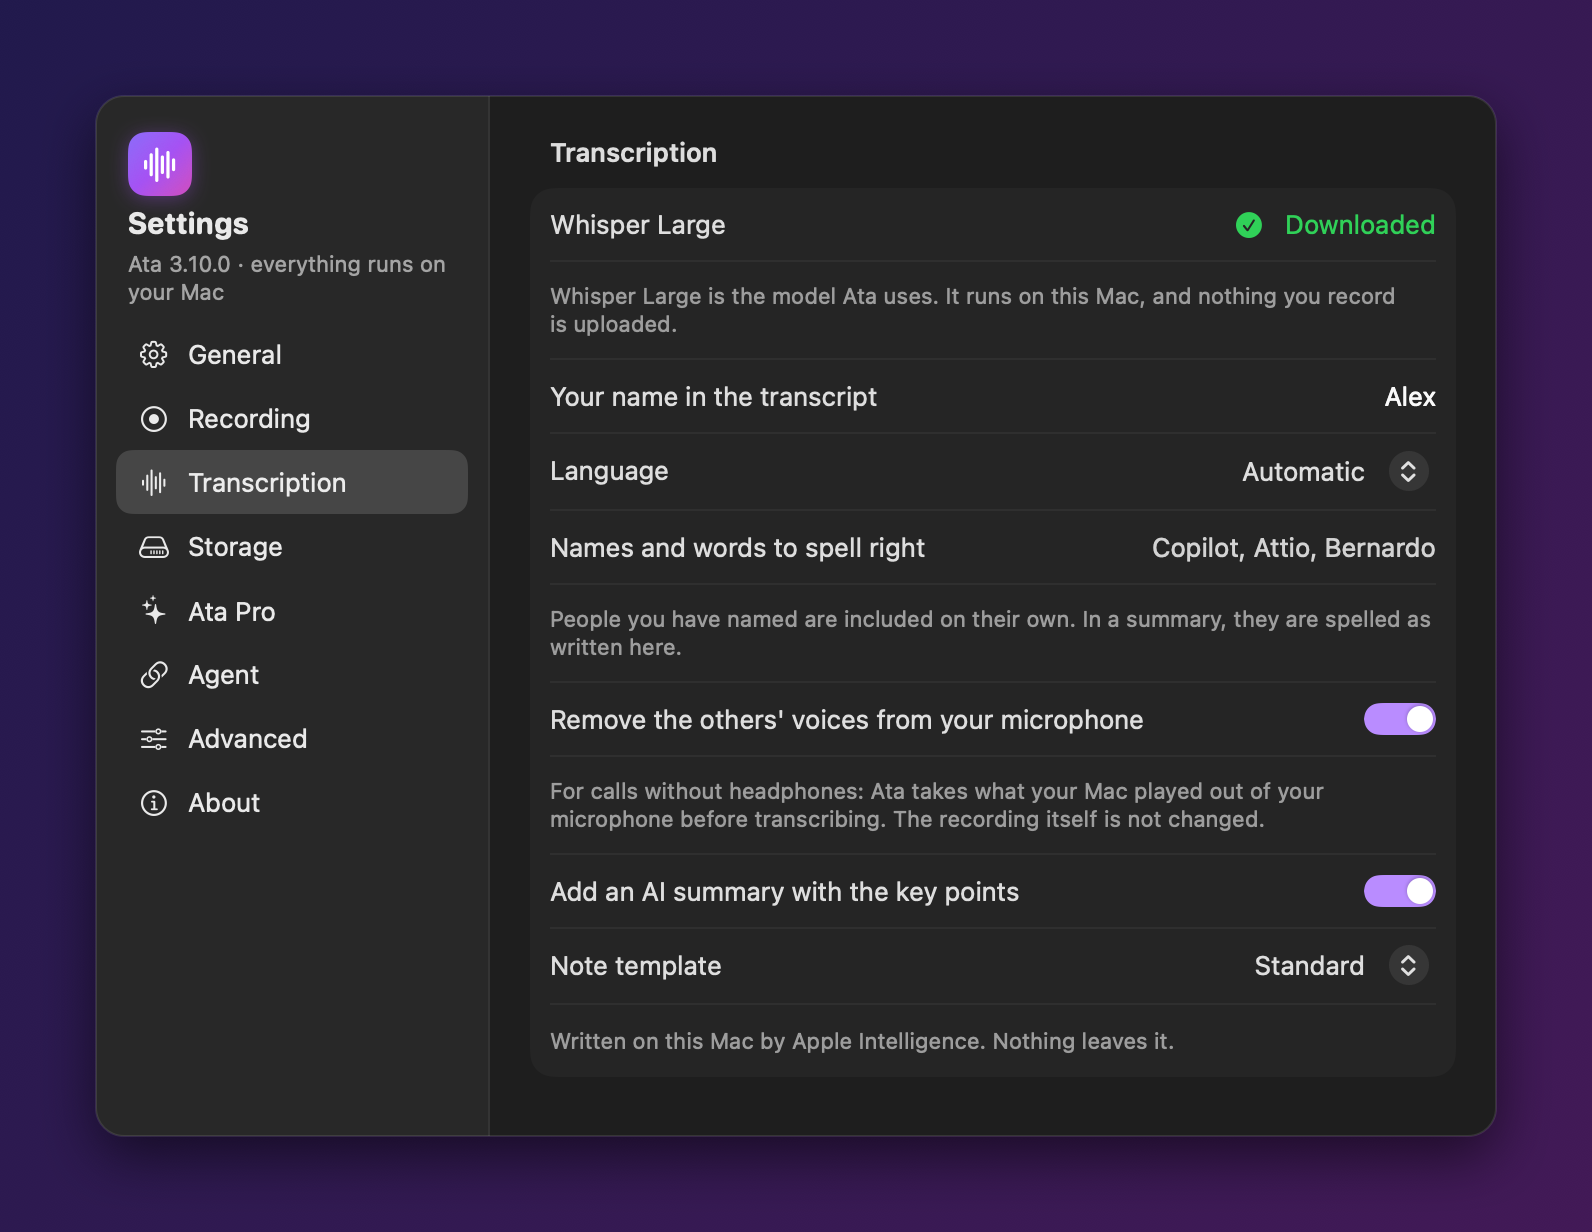 Settings
Ata 3.10.0 · everything runs on
your Mac
General
Recording
Transcription
Storage
Ata Pro
Agent
Advanced
About
Transcription
Whisper Large
Downloaded
Whisper Large is the model Ata uses. It runs on this Mac, and nothing you record
is uploaded.
Your name in the transcript
Alex
Language
Automatic
Names and words to spell right
Copilot, Attio, Bernardo
People you have named are included on their own. In a summary, they are spelled as
written here.
Remove the others' voices from your microphone
For calls without headphones: Ata takes what your Mac played out of your
microphone before transcribing. The recording itself is not changed.
Add an AI summary with the key points
Note template
Standard
Written on this Mac by Apple Intelligence. Nothing leaves it.